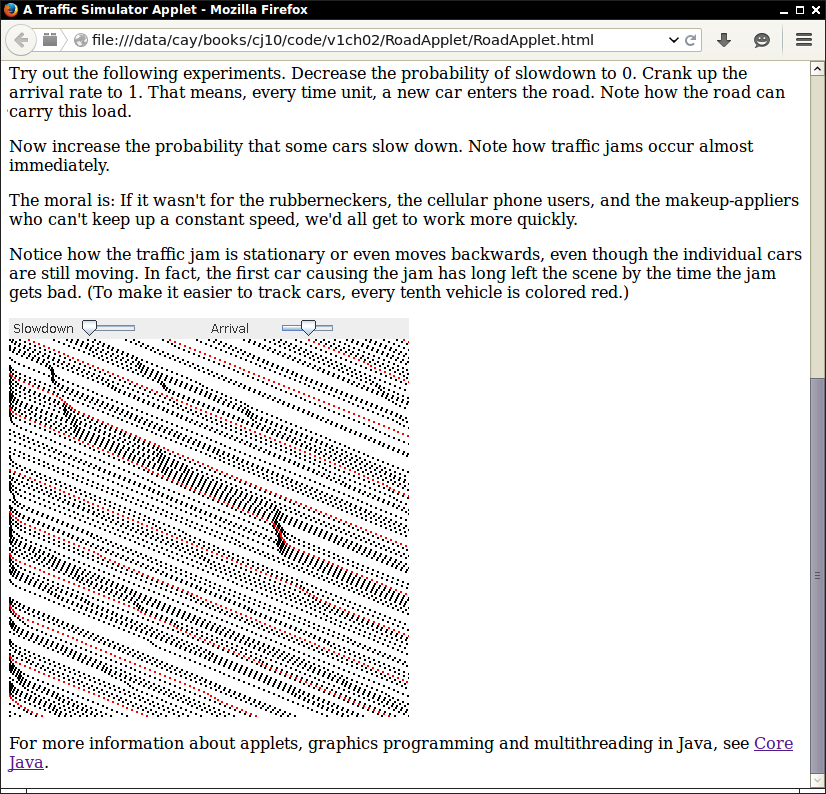 A Traffic Simulator Applet - Mozilla Firefox
file:///data/cay/books/cj10/code/v1ch02/RoadApplet/RoadApplet.html
Try out the following experiments. Decrease the probability of slowdown to 0. Crank up the
arrival rate to 1. That means, every time unit, a new car enters the road. Note how the road can
carry this load.
Now increase the probability that some cars slow down. Note how traffic jams occur almost
immediately.
The moral is: If it wasn't for the rubberneckers, the cellular phone users, and the makeup-appliers
who can't keep up a constant speed, we'd all get to work more quickly.
Notice how the traffic jam is stationary or even moves backwards, even though the individual cars
are still moving. In fact, the first car causing the jam has long left the scene by the time the jam
gets bad. (To make it easier to track cars, every tenth vehicle is colored red.)
Slowdown Arrival
For more information about applets, graphics programming and multithreading in Java, see Core
Java.